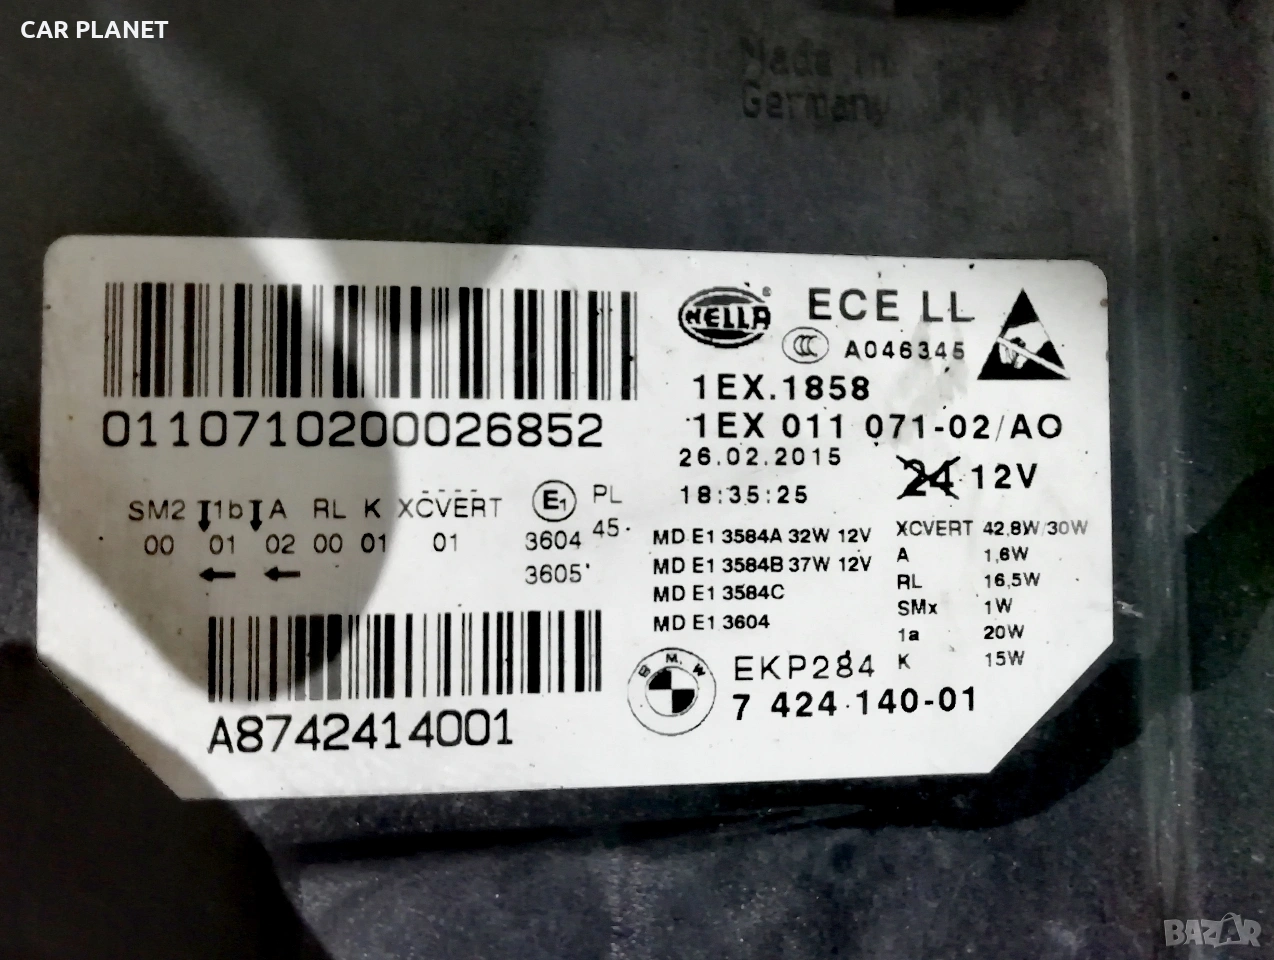 CAR PLANET
Made in
Germany
HELLA ® ECE LL
CCC A046345
1EX.1858
0110710200026852
1EX 011 071-02/AO
26.02.2015
24 12V
18:35:25
SM2 1b A RL K XCVERT E1 PL
00 01 02 00 01 01 3604 45
3605
MD E1 3584A 32W 12V
MD E1 3584B 37W 12V
MD E1 3584C
MD E1 3604
XCVERT 42,8W/30W
A 1,6W
RL 16,5W
SMx 1W
1a 20W
K 15W
BMW EKP284
7 424 140-01
A8742414001
BAZAR